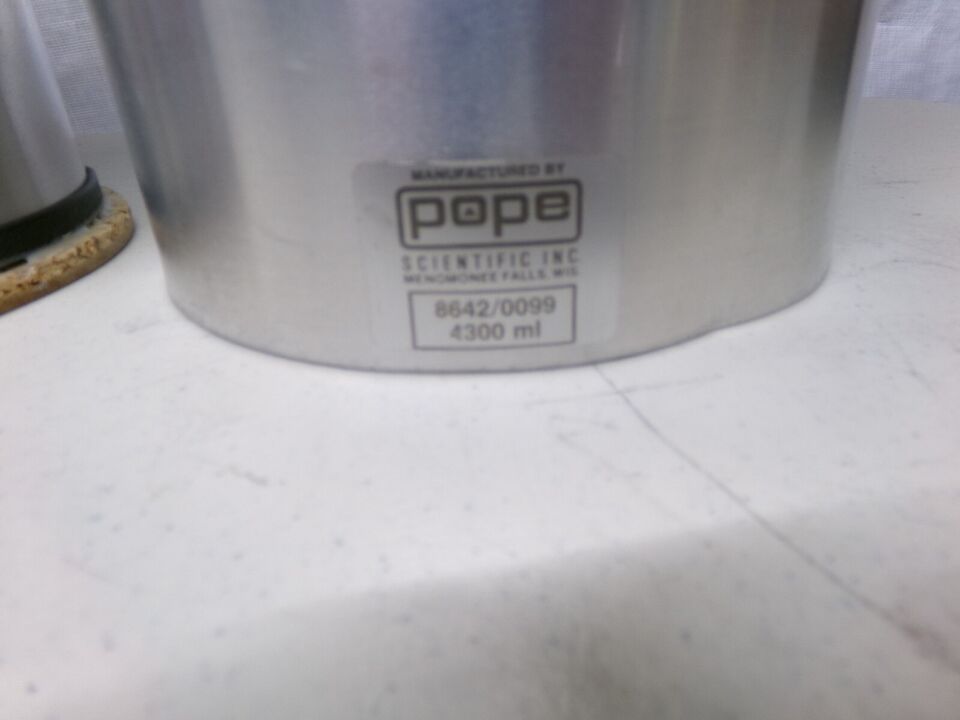 MANUFACTURED BY
pope
SCIENTIFIC INC
MENOMONEE FALLS, WIS
8642/0099
4300 ml